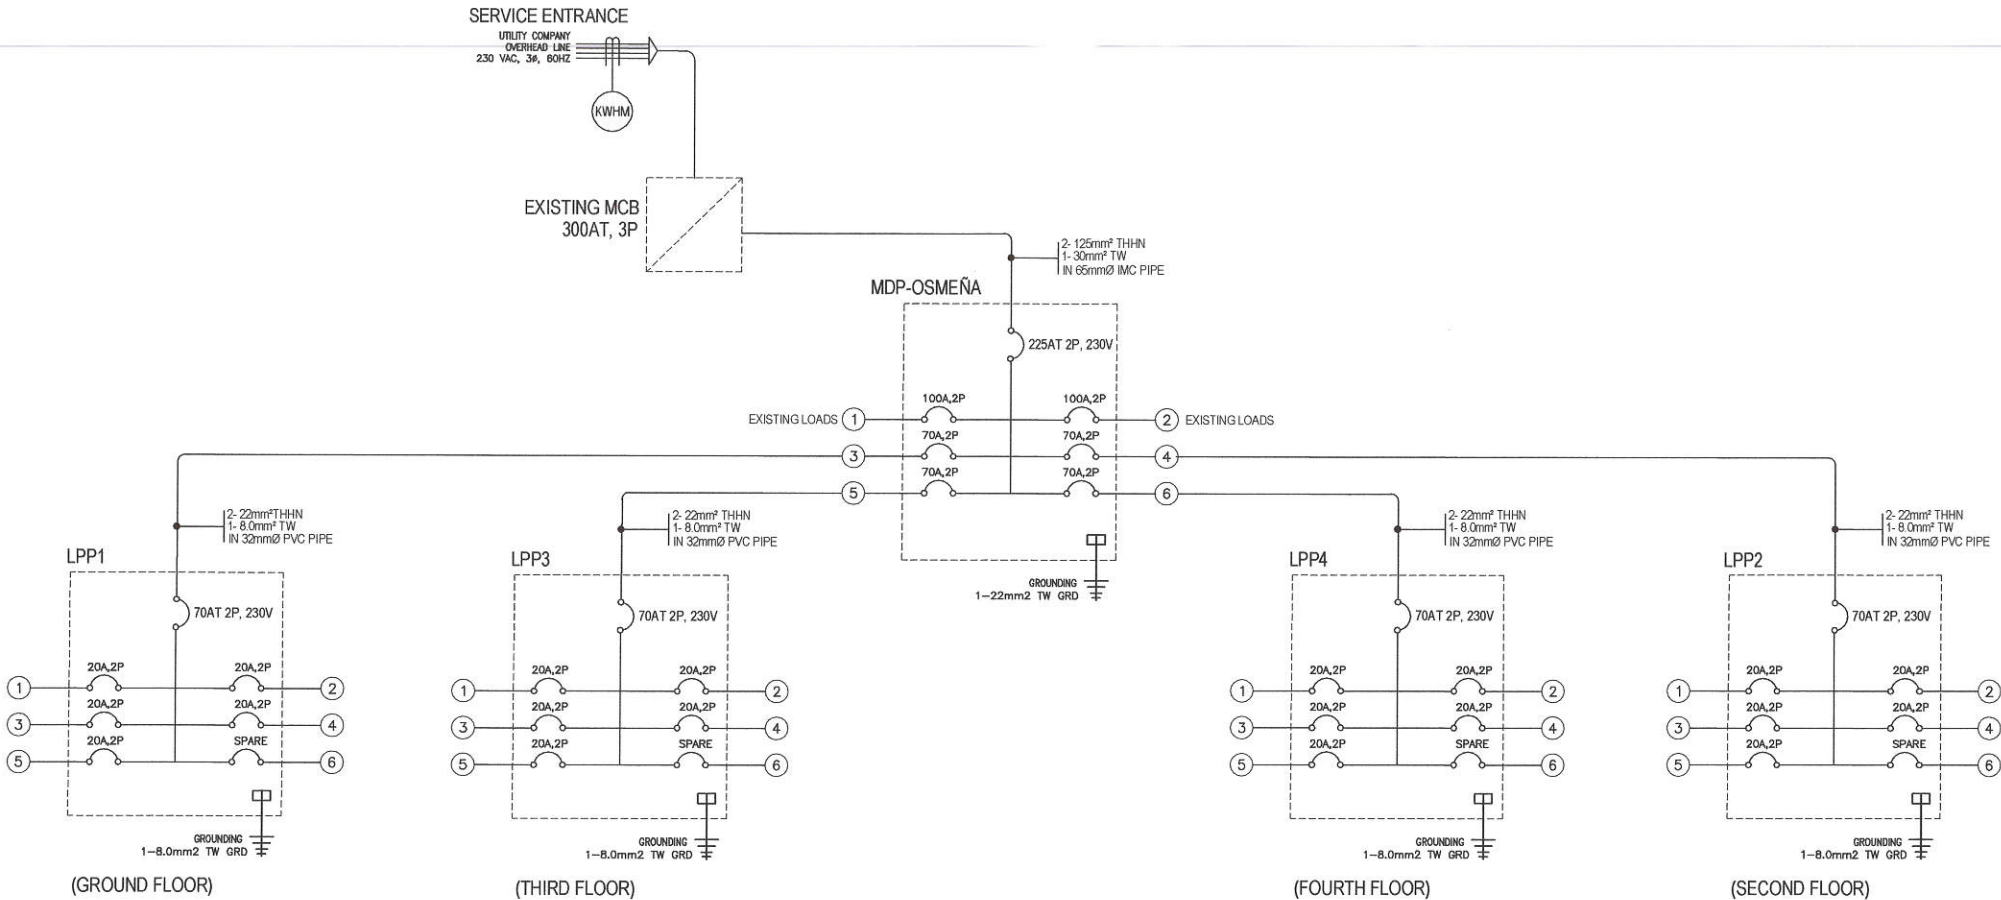 SERVICE ENTRANCE
UTILITY COMPANY
OVERHEAD LINE
230 VAC, 3ø, 60HZ
KWHM
EXISTING MCB
300AT, 3P
2- 125mm² THHN
1- 30mm² TW
IN 65mmØ IMC PIPE
MDP-OSMEÑA
225AT 2P, 230V
100A,2P
100A,2P
EXISTING LOADS
1
2
EXISTING LOADS
70A,2P
70A,2P
3
4
70A,2P
70A,2P
5
6
GROUNDING
1-22mm2 TW GRD
2- 22mm²THHN
1- 8.0mm² TW
IN 32mmØ PVC PIPE
LPP1
70AT 2P, 230V
20A,2P
20A,2P
1
2
20A,2P
20A,2P
3
4
20A,2P
SPARE
5
6
GROUNDING
1-8.0mm2 TW GRD
(GROUND FLOOR)
2- 22mm² THHN
1- 8.0mm² TW
IN 32mmØ PVC PIPE
LPP3
70AT 2P, 230V
20A,2P
20A,2P
1
2
20A,2P
20A,2P
3
4
20A,2P
SPARE
5
6
GROUNDING
1-8.0mm2 TW GRD
(THIRD FLOOR)
2- 22mm² THHN
1- 8.0mm² TW
IN 32mmØ PVC PIPE
LPP4
70AT 2P, 230V
20A,2P
20A,2P
1
2
20A,2P
20A,2P
3
4
20A,2P
SPARE
5
6
GROUNDING
1-8.0mm2 TW GRD
(FOURTH FLOOR)
2- 22mm² THHN
1- 8.0mm² TW
IN 32mmØ PVC PIPE
LPP2
70AT 2P, 230V
20A,2P
20A,2P
1
2
20A,2P
20A,2P
3
4
20A,2P
SPARE
5
6
GROUNDING
1-8.0mm2 TW GRD
(SECOND FLOOR)